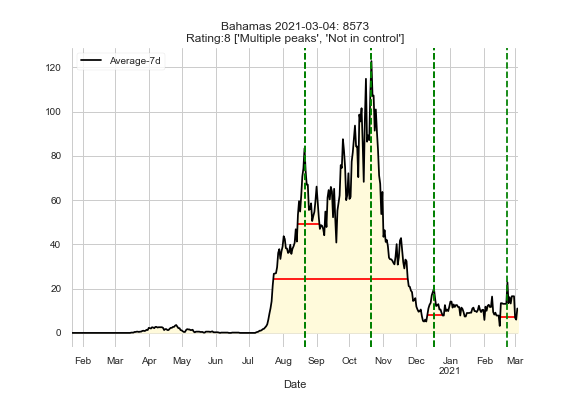 Bahamas 2021-03-04: 8573
Rating:8 ['Multiple peaks', 'Not in control']
Average-7d
120
100
80
60
40
20
0
Feb Mar Apr May Jun Jul Aug Sep Oct Nov Dec Jan Feb Mar
2021
Date